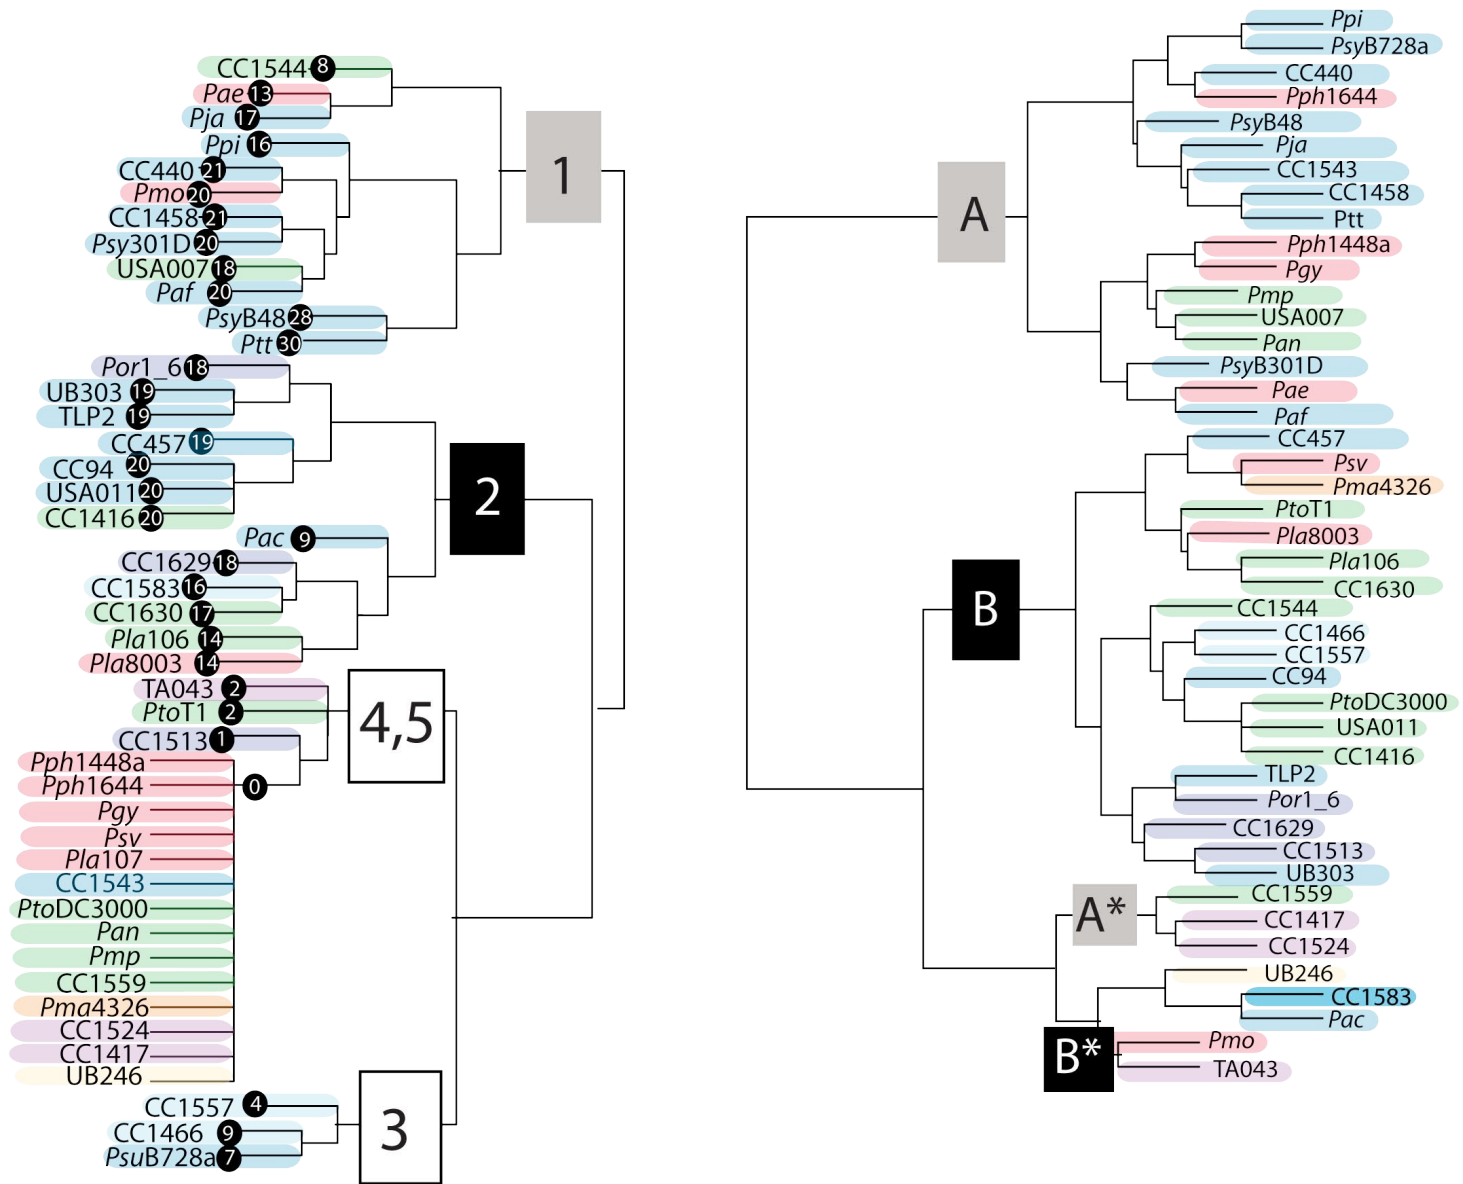 CC1544 8
Pae 13
Pja 17
Ppi 16
CC440 21
Pmo 20
CC1458 21
Psy301D 20
USA007 18
Paf 20
PsyB48 28
Ptt 30
1
Por1_6 18
UB303 19
TLP2 19
CC457 19
CC94 20
USA011 20
CC1416 20
2
Pac 9
CC1629 18
CC1583 16
CC1630 17
Pla106 14
Pla8003 14
TA043 2
PtoT1 2
CC1513 1
4,5
Pph1448a
Pph1644 0
Pgy
Psv
Pla107
CC1543
PtoDC3000
Pan
Pmp
CC1559
Pma4326
CC1524
CC1417
UB246
CC1557 4
CC1466 9
PsuB728a 7
3
Ppi
PsyB728a
CC440
Pph1644
PsyB48
Pja
CC1543
CC1458
Ptt
A
Pph1448a
Pgy
Pmp
USA007
Pan
PsyB301D
Pae
Paf
CC457
Psv
Pma4326
PtoT1
Pla8003
Pla106
CC1630
B
CC1544
CC1466
CC1557
CC94
PtoDC3000
USA011
CC1416
TLP2
Por1_6
CC1629
CC1513
UB303
CC1559
A*
CC1417
CC1524
UB246
CC1583
Pac
B*
Pmo
TA043